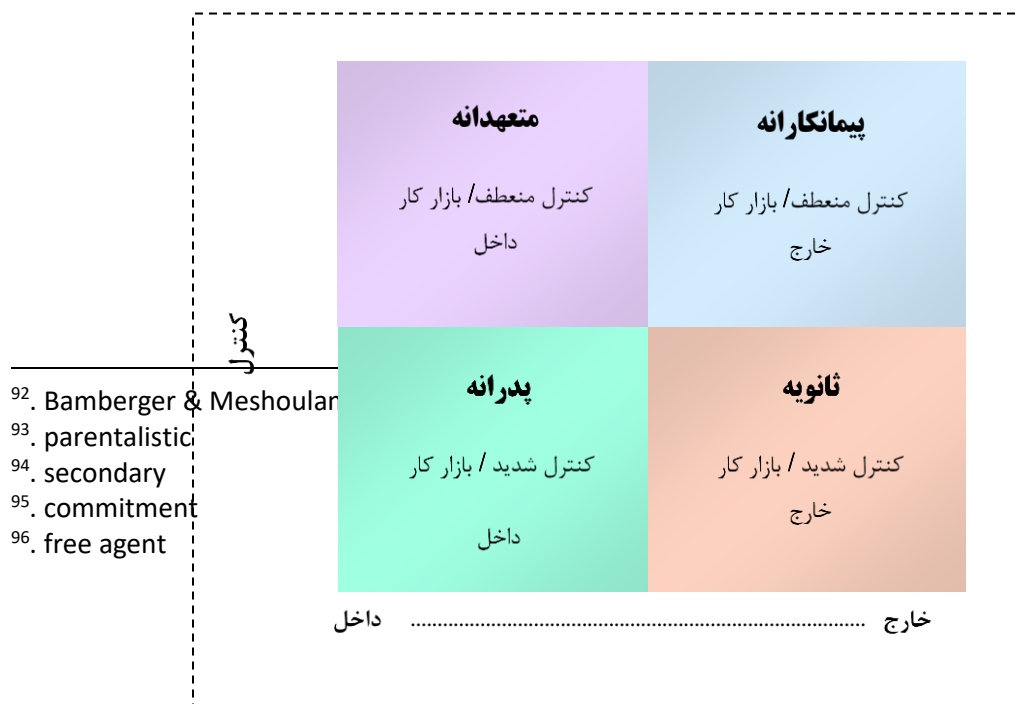 پیمانکارانه
کنترل منعطف/ بازار کار
خارج
متعهدانه
کنترل منعطف/ بازار کار
داخل
کنترل
ثانویه
کنترل شدید / بازار کار
خارج
پدرانه
کنترل شدید / بازار کار
داخل
خارج ........................................................................................ داخل
92. Bamberger &
93. parentalistic
94. secondary
95. commitment
96. free agent